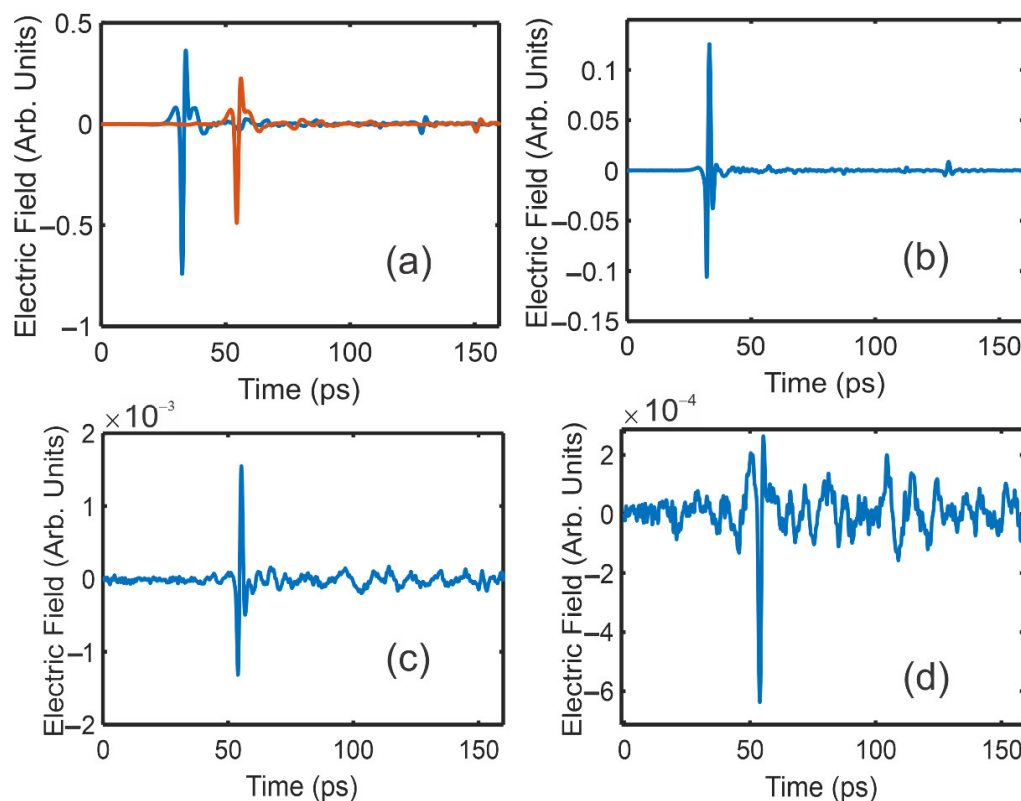 0.5
0
−0.5
−1
0 50 100 150
Electric Field (Arb. Units)
Time (ps)
(a)
0.1
0.05
0
−0.05
−0.1
−0.15
0 50 100 150
Electric Field (Arb. Units)
Time (ps)
(b)
×10⁻³
2
1
0
−1
−2
0 50 100 150
Electric Field (Arb. Units)
Time (ps)
(c)
×10⁻⁴
2
0
−2
−4
−6
0 50 100 150
Electric Field (Arb. Units)
Time (ps)
(d)